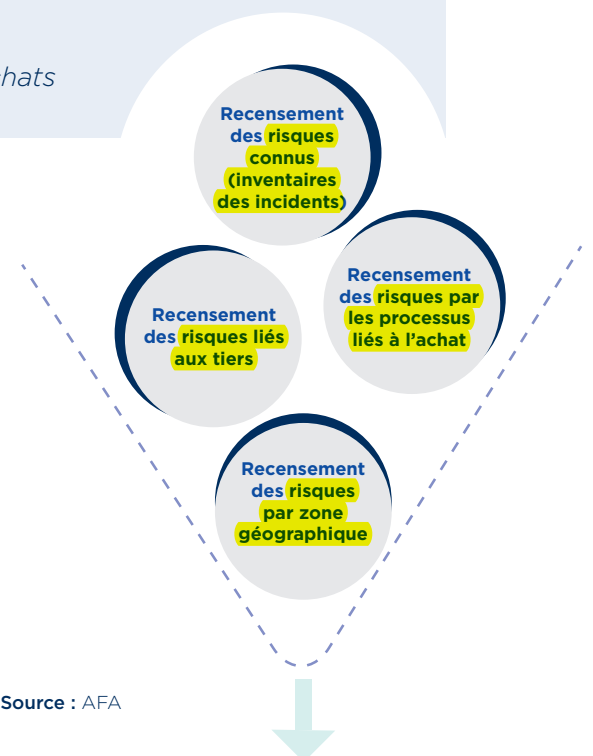 hats
Recensement
des risques
connus
(inventaires
des incidents)
Recensement
des risques par
les processus
liés à l’achat
Recensement
des risques liés
aux tiers
Recensement
des risques
par zone
géographique
Source : AFA